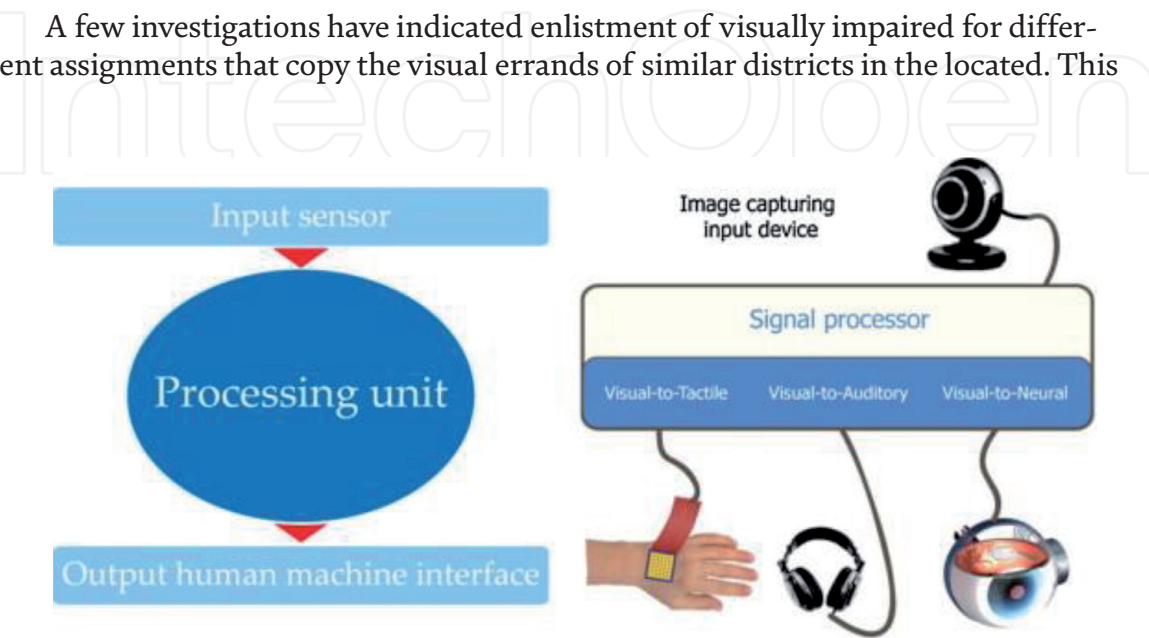 A few investigations have indicated enlistment of visually impaired for differ-
ent assignments that copy the visual errands of similar districts in the located. This
IntechOpen
Input sensor
Processing unit
Output human machine interface
Image capturing
input device
Signal processor
Visual-to-Tactile Visual-to-Auditory Visual-to-Neural